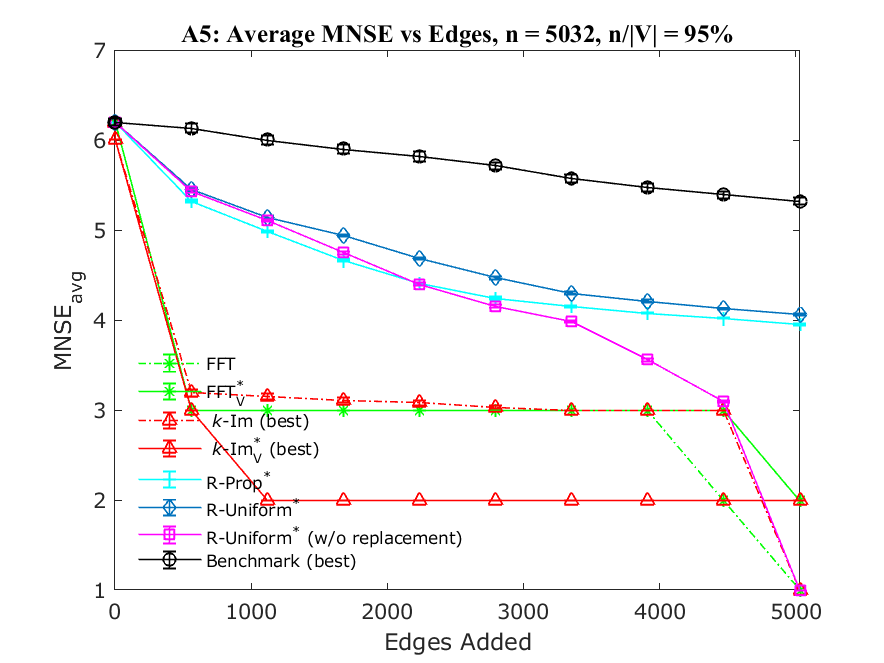 A5: Average MNSE vs Edges, n = 5032, n/|V| = 95%
7
6
5
4
3
2
1
MNSE_avg
FFT
FFT*_V
k-Im (best)
k-Im*_V (best)
R-Prop*
R-Uniform*
R-Uniform* (w/o replacement)
Benchmark (best)
0 1000 2000 3000 4000 5000
Edges Added